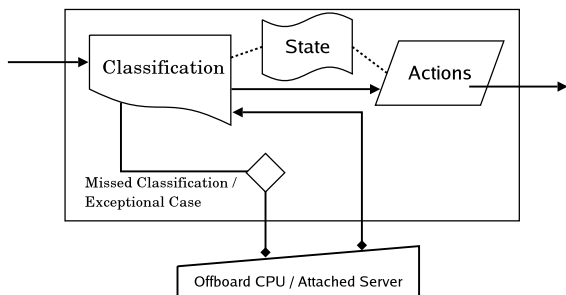 Classification
State
Actions
Missed Classification /
Exceptional Case
Offboard CPU / Attached Server